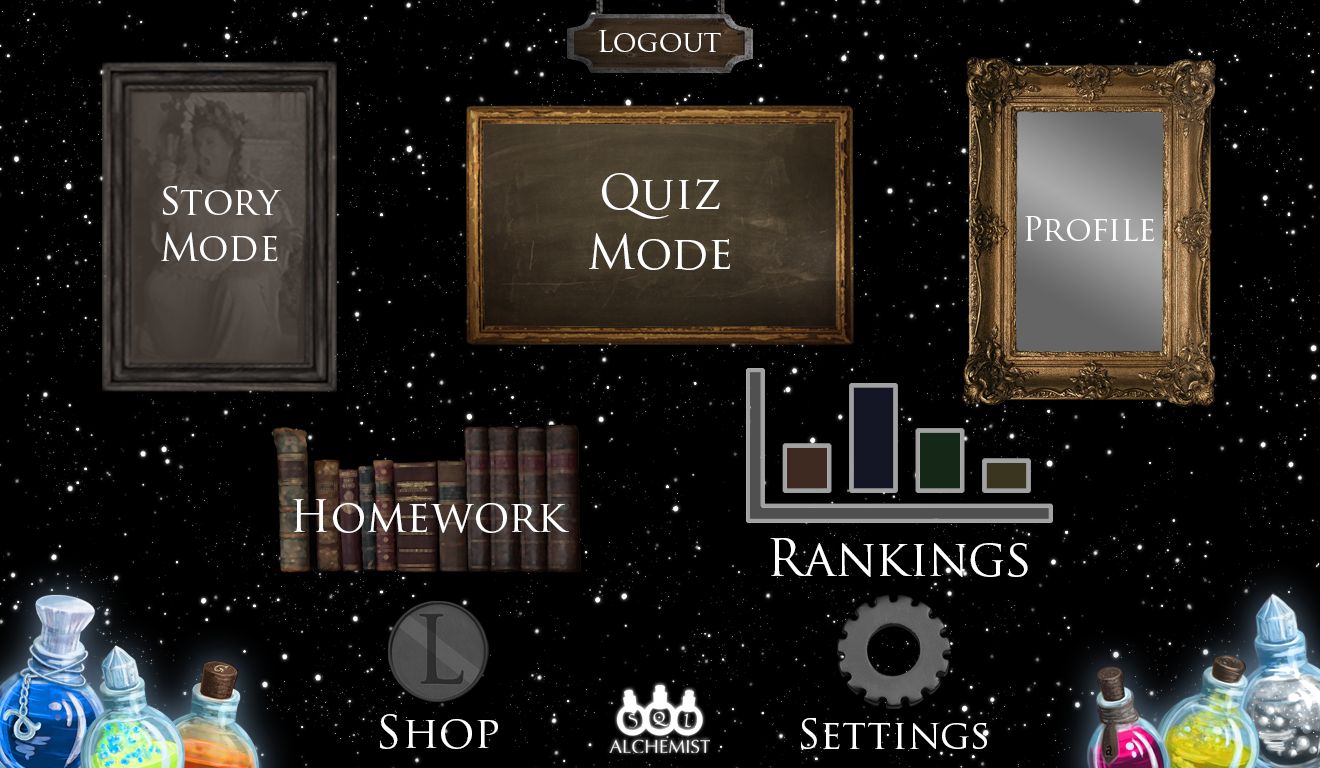 Logout
Story
Mode
Quiz
Mode
Profile
Homework
Rankings
L
Shop
SQL
ALCHEMIST
Settings